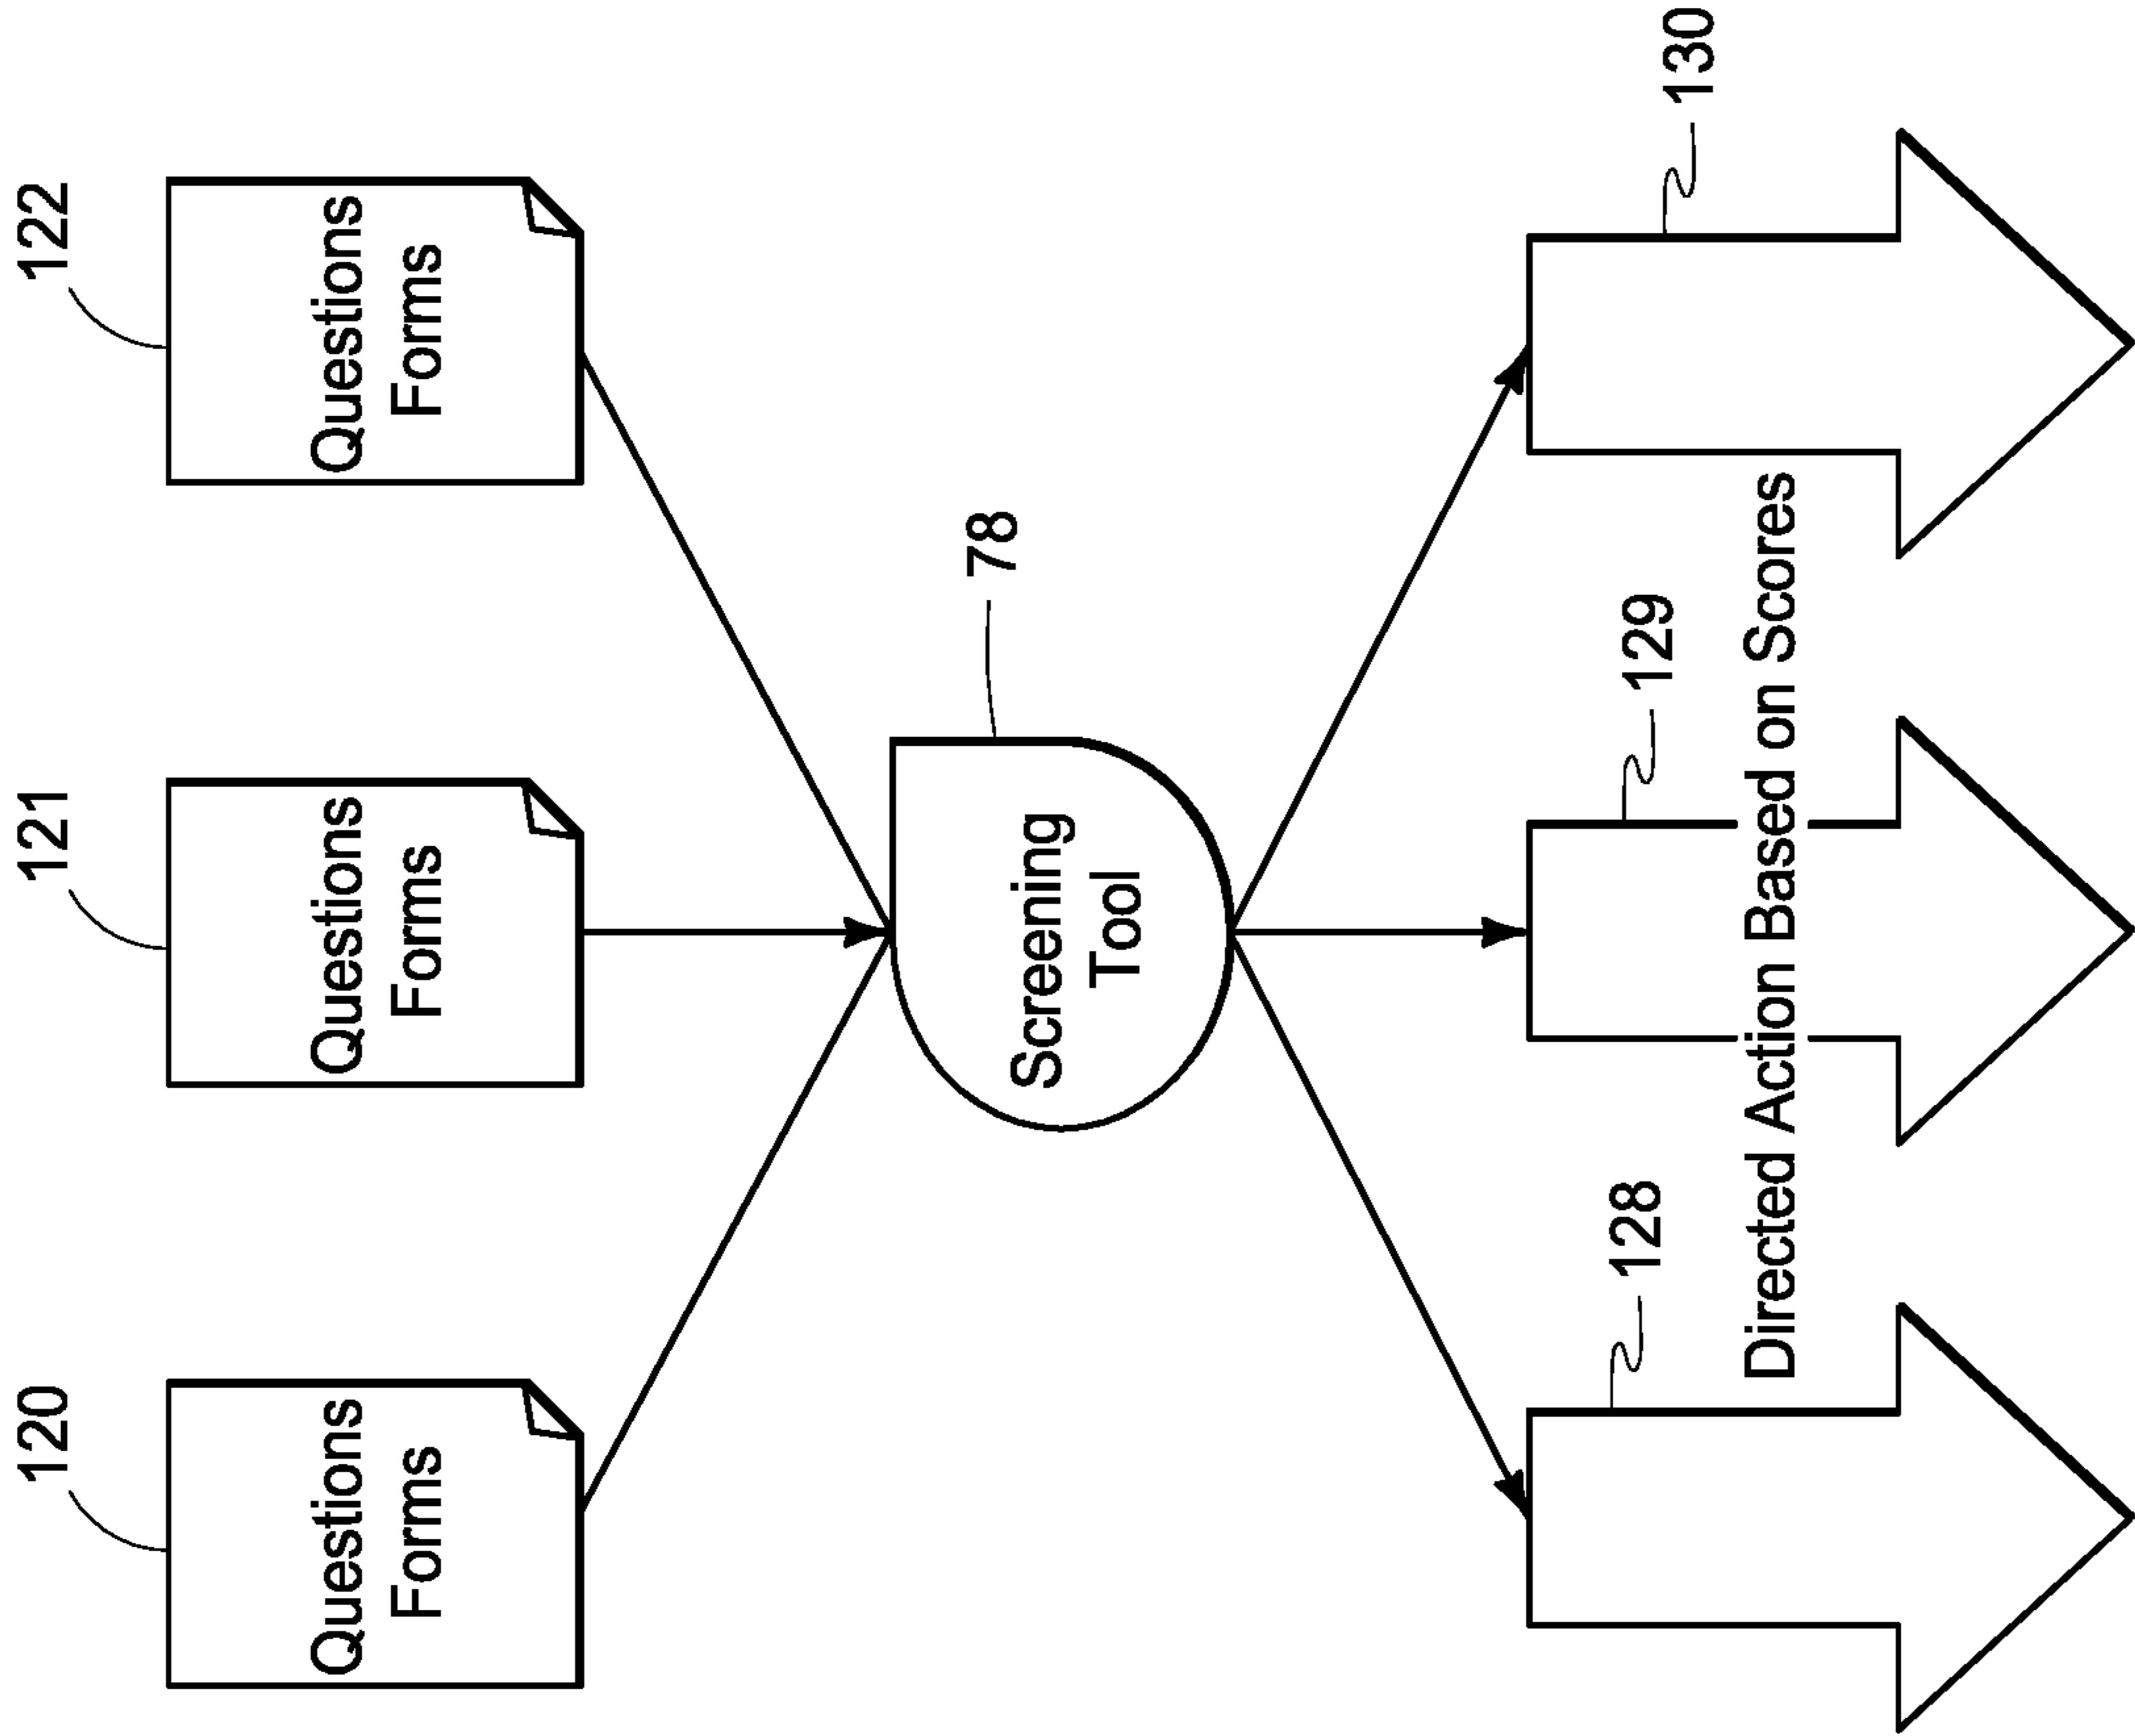 120
Questions
Forms
121
Questions
Forms
122
Questions
Forms
78
Screening
Tool
128
129
130
Directed Action Based on Scores